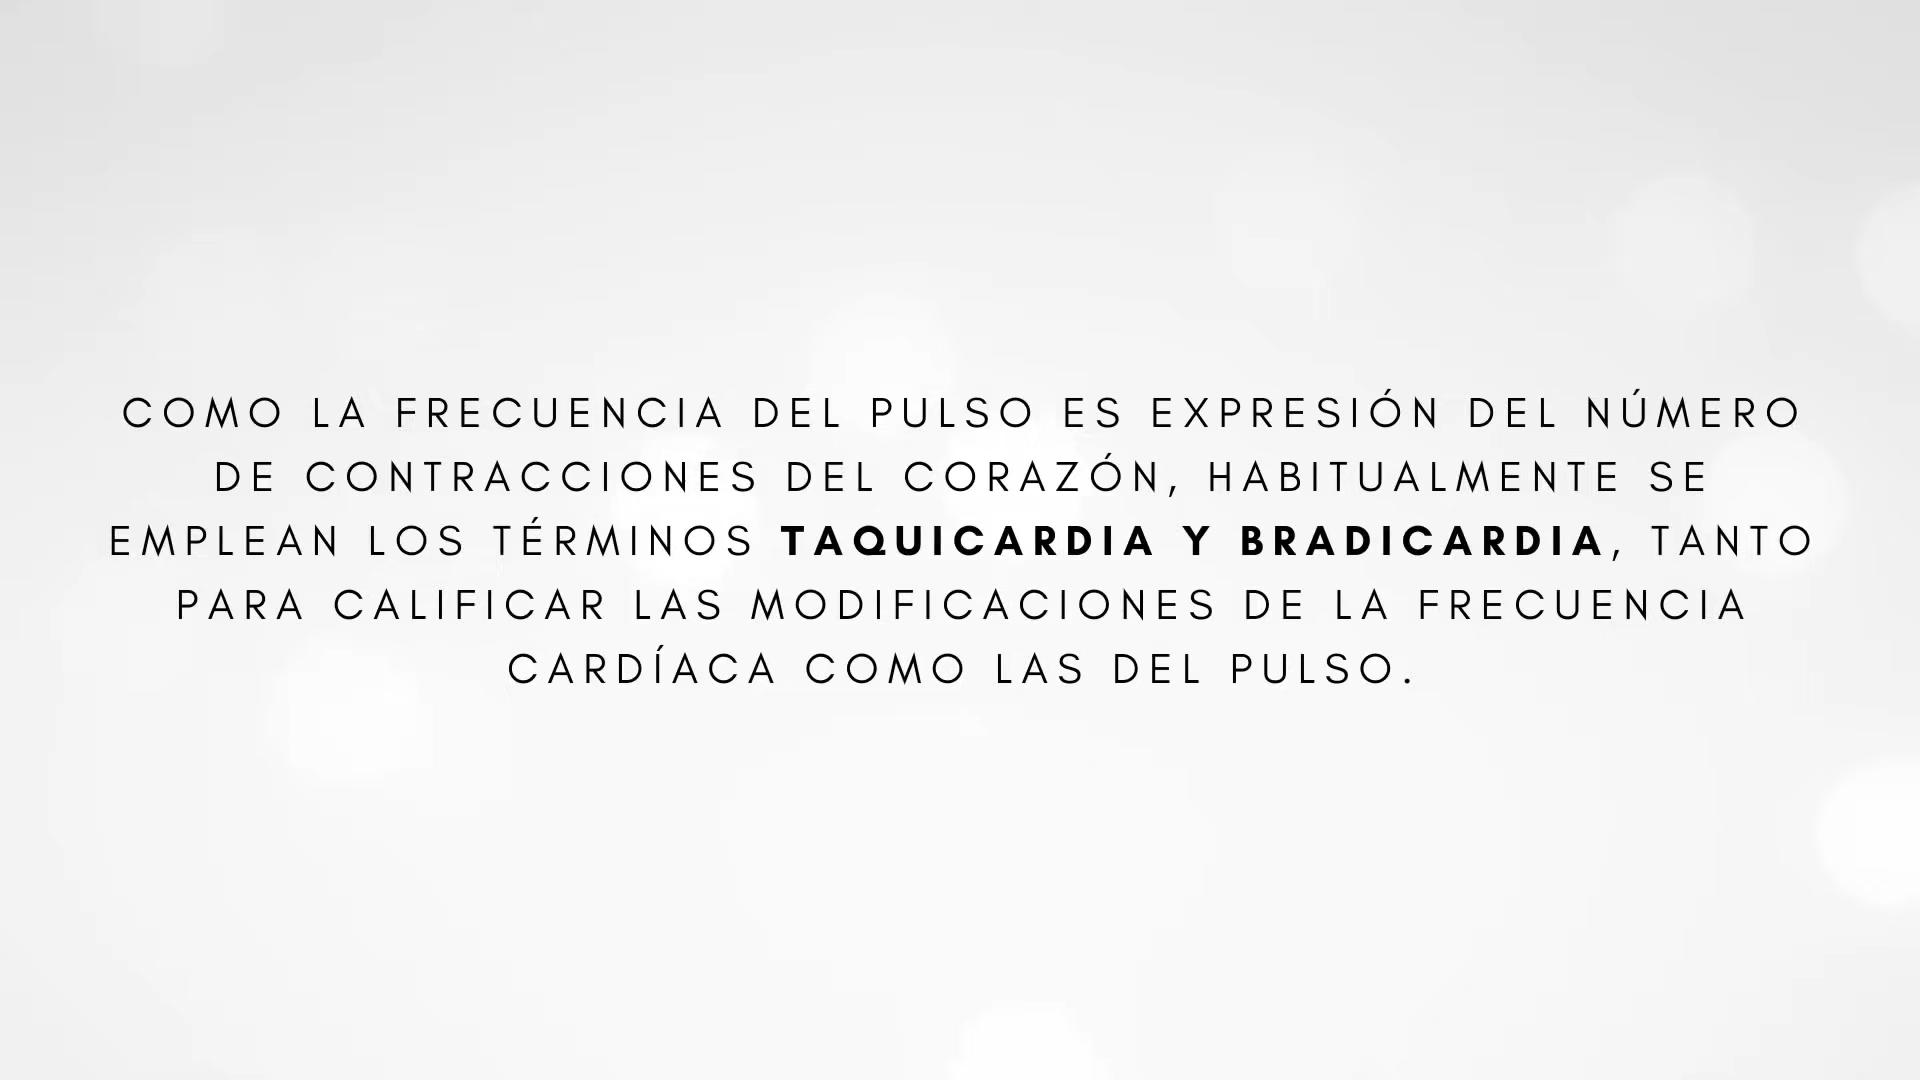 COMO LA FRECUENCIA DEL PULSO ES EXPRESIÓN DEL NÚMERO
DE CONTRACCIONES DEL CORAZÓN, HABITUALMENTE SE
EMPLEAN LOS TÉRMINOS TAQUICARDIA Y BRADICARDIA, TANTO
PARA CALIFICAR LAS MODIFICACIONES DE LA FRECUENCIA
CARDÍACA COMO LAS DEL PULSO.